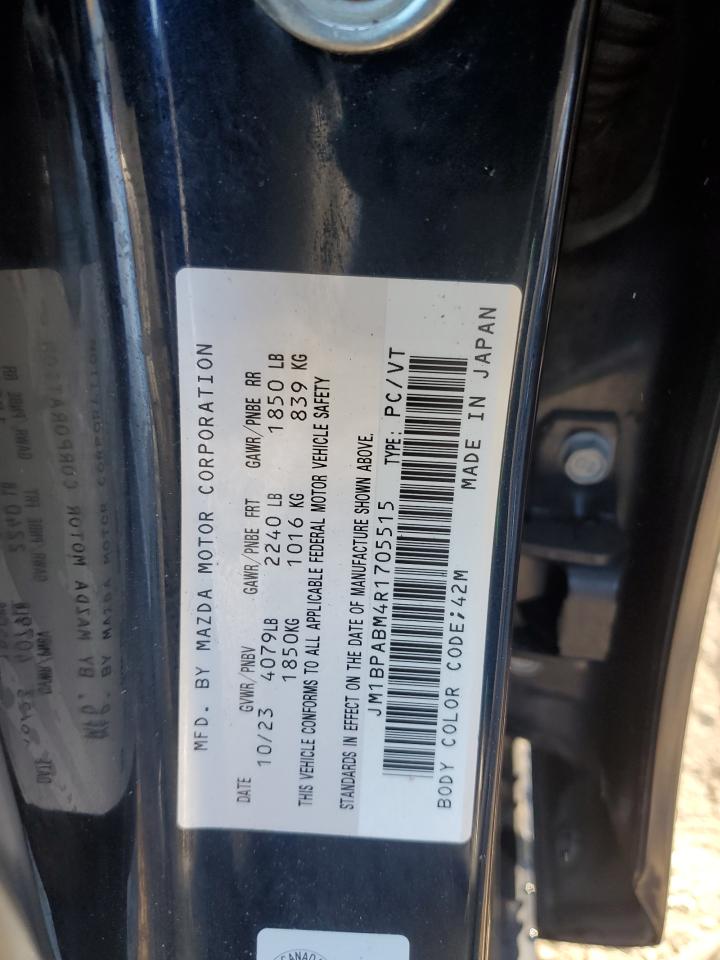 MFD. BY MAZDA MOTOR CORPORATION
DATE GVWR/PNBV GAWR/PNBE FRT GAWR/PNBE RR
10/23 4079LB 2240 LB 1850 LB
1850KG 1016 KG 839 KG
THIS VEHICLE CONFORMS TO ALL APPLICABLE FEDERAL MOTOR VEHICLE SAFETY
STANDARDS IN EFFECT ON THE DATE OF MANUFACTURE SHOWN ABOVE.
JM1BPABM4R1705515 TYPE: PC/VT
BODY COLOR CODE;42M MADE IN JAPAN
CANADA